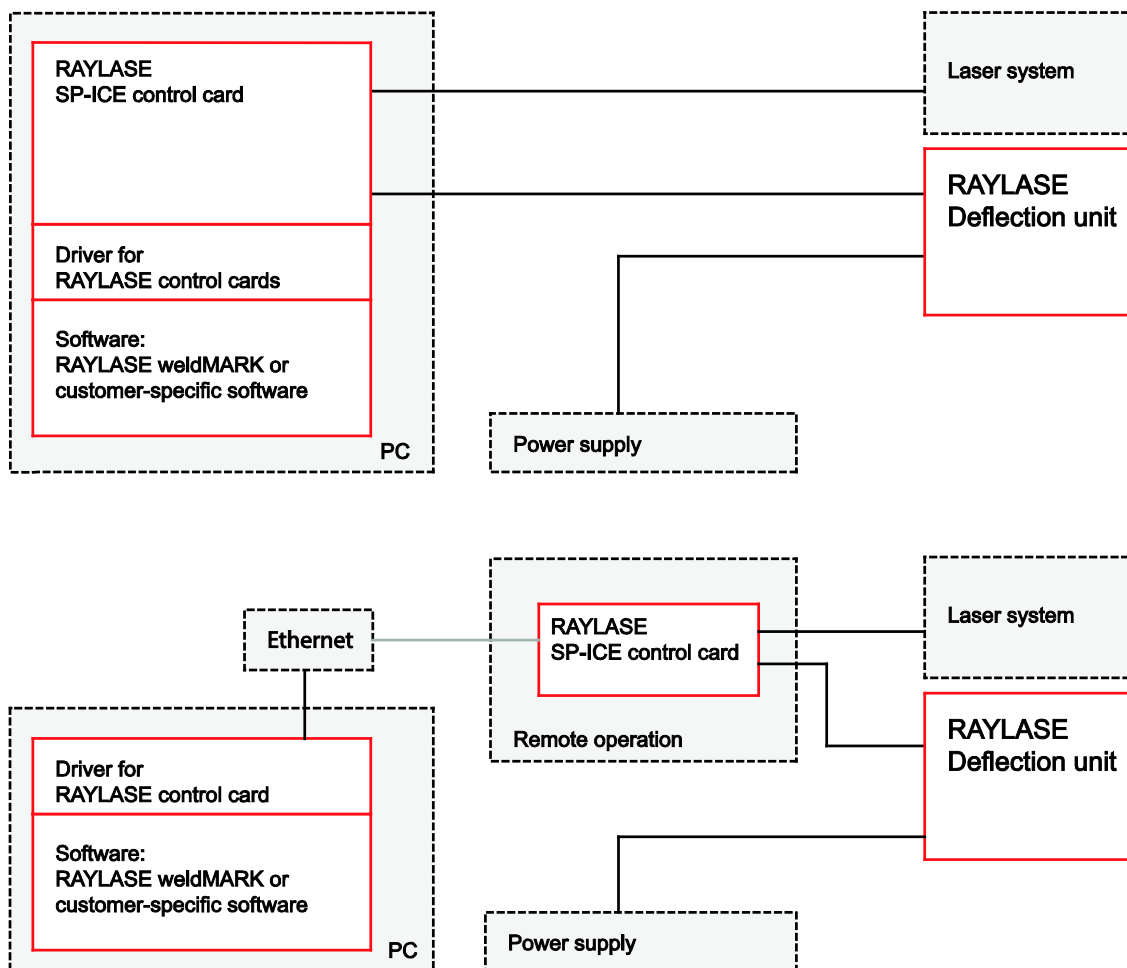 RAYLASE
SP-ICE control card
Laser system
RAYLASE
Deflection unit
Driver for
RAYLASE control cards
Software:
RAYLASE weldMARK or
customer-specific software
PC
Power supply
Ethernet
RAYLASE
SP-ICE control card
Remote operation
Laser system
RAYLASE
Deflection unit
Driver for
RAYLASE control card
Software:
RAYLASE weldMARK or
customer-specific software
PC
Power supply